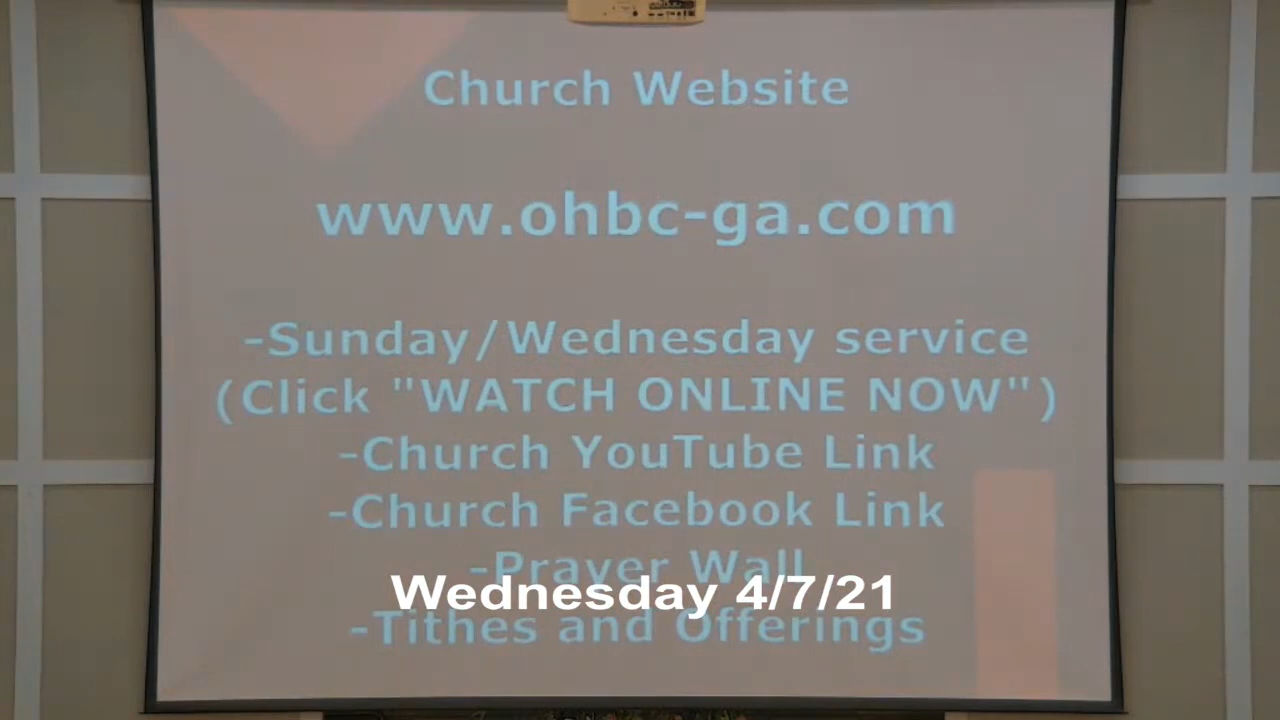 Church Website
www.ohbc-ga.com
-Sunday/Wednesday service
(Click "WATCH ONLINE NOW")
-Church YouTube Link
-Church Facebook Link
-Prayer Wall
Wednesday 4/7/21
-Tithes and Offerings